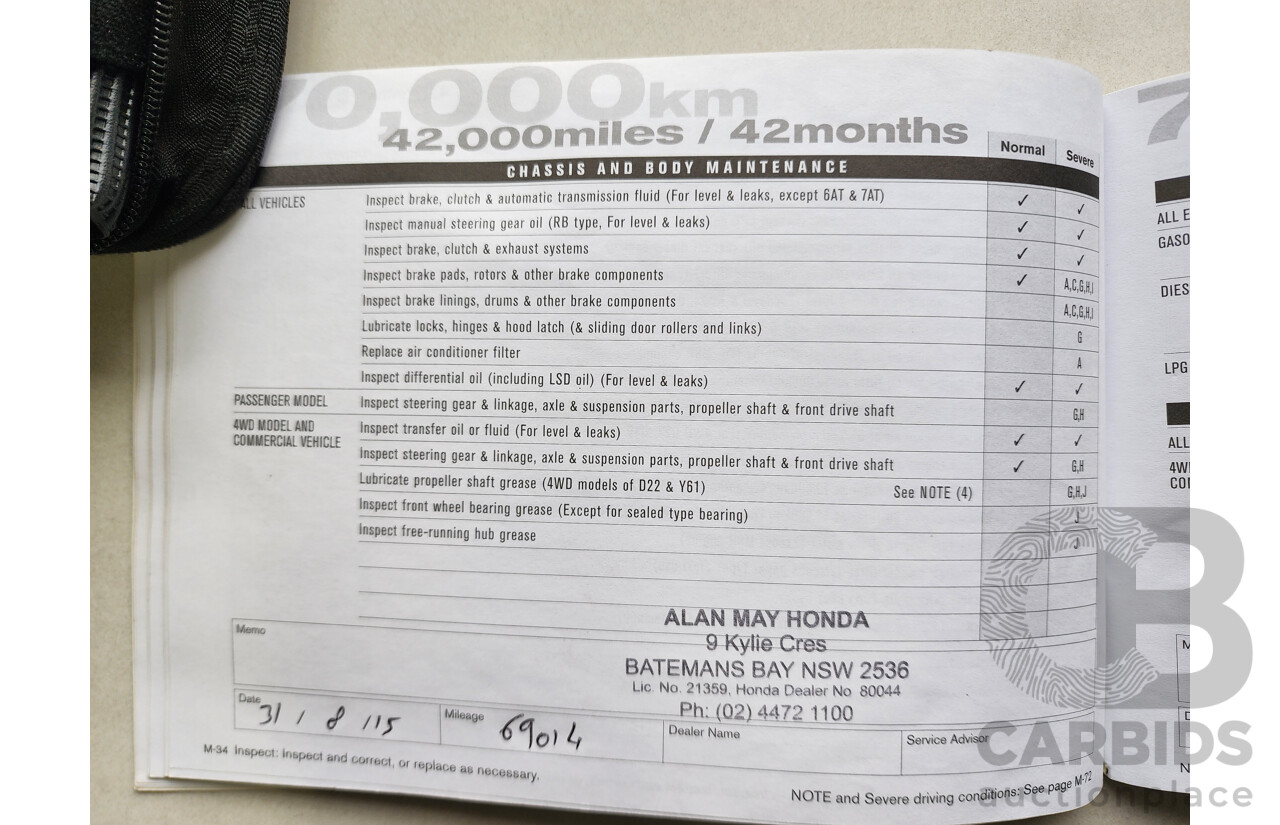 70,000km
42,000miles / 42months
Normal
Severe
CHASSIS AND BODY MAINTENANCE
ALL VEHICLES
Inspect brake, clutch & automatic transmission fluid (For level & leaks, except 6AT & 7AT) ✓ ✓
Inspect manual steering gear oil (RB type, For level & leaks) ✓ ✓
Inspect brake, clutch & exhaust systems ✓ ✓
Inspect brake pads, rotors & other brake components ✓ A,C,G,H,I
Inspect brake linings, drums & other brake components A,C,G,H,I
Lubricate locks, hinges & hood latch (& sliding door rollers and links) G
Replace air conditioner filter A
Inspect differential oil (including LSD oil) (For level & leaks) ✓ ✓
PASSENGER MODEL
Inspect steering gear & linkage, axle & suspension parts, propeller shaft & front drive shaft G,H
4WD MODEL AND
COMMERCIAL VEHICLE
Inspect transfer oil or fluid (For level & leaks) ✓ ✓
Inspect steering gear & linkage, axle & suspension parts, propeller shaft & front drive shaft ✓ G,H
Lubricate propeller shaft grease (4WD models of D22 & Y61) See NOTE (4) G,H,J
Inspect front wheel bearing grease (Except for sealed type bearing) J
Inspect free-running hub grease J
ALAN MAY HONDA
9 Kylie Cres
BATEMANS BAY NSW 2536
Lic. No. 21359, Honda Dealer No 80044
Ph: (02) 4472 1100
Memo
Date 31 / 8 / 15
Mileage 69014
Dealer Name
Service Advisor
M-34 Inspect: Inspect and correct, or replace as necessary.
NOTE and Severe driving conditions: See page M-72
7
ALL E
GASO
DIES
LPG
ALL
4W
CO
CB
CARBIDS
auctionplace